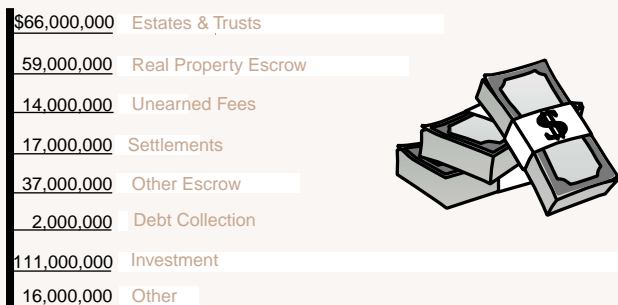 $66,000,000 Estates & Trusts
59,000,000 Real Property Escrow
14,000,000 Unearned Fees
17,000,000 Settlements
37,000,000 Other Escrow
2,000,000 Debt Collection
111,000,000 Investment
16,000,000 Other
$